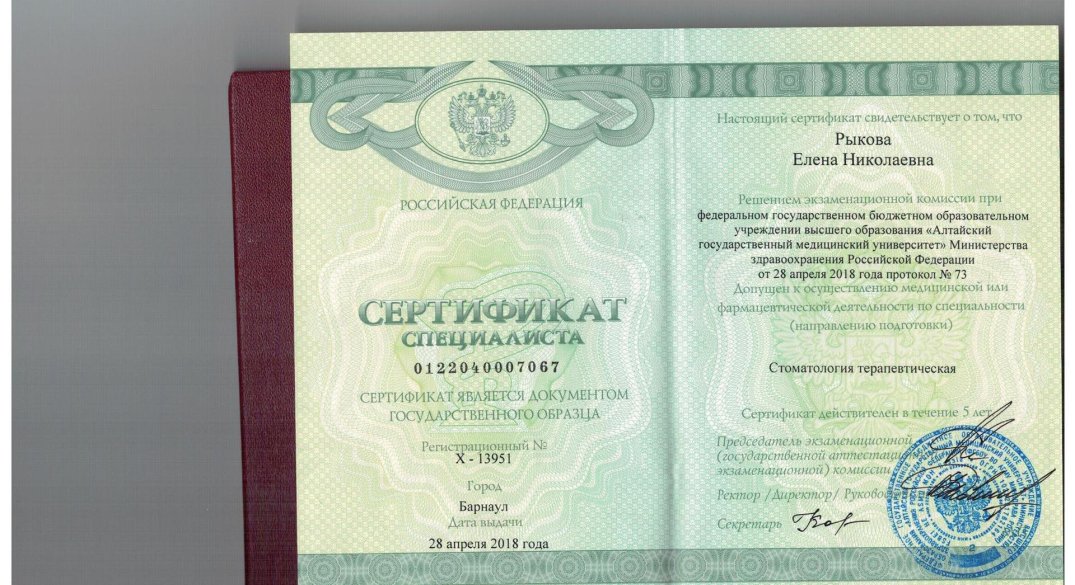 РОССИЙСКАЯ ФЕДЕРАЦИЯ
СЕРТИФИКАТ
СПЕЦИАЛИСТА
0122040007067
СЕРТИФИКАТ ЯВЛЯЕТСЯ ДОКУМЕНТОМ
ГОСУДАРСТВЕННОГО ОБРАЗЦА
Регистрационный №
X - 13951
Город
Барнаул
Дата выдачи
28 апреля 2018 года
Настоящий сертификат свидетельствует о том, что
Рыкова
Елена Николаевна
Решением экзаменационной комиссии при
федеральном государственном бюджетном образовательном
учреждении высшего образования «Алтайский
государственный медицинский университет» Министерства
здравоохранения Российской Федерации
от 28 апреля 2018 года протокол № 73
Допущен к осуществлению медицинской или
фармацевтической деятельности по специальности
(направлению подготовки)
Стоматология терапевтическая
Сертификат действителен в течение 5 лет
Председатель экзаменационной
(государственной аттестац
экзаменационной) комиссии
Ректор /Директор/ Руково
Секретарь